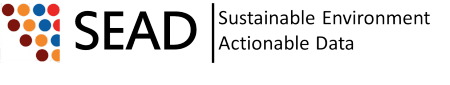 SEAD
Sustainable Environment
Actionable Data